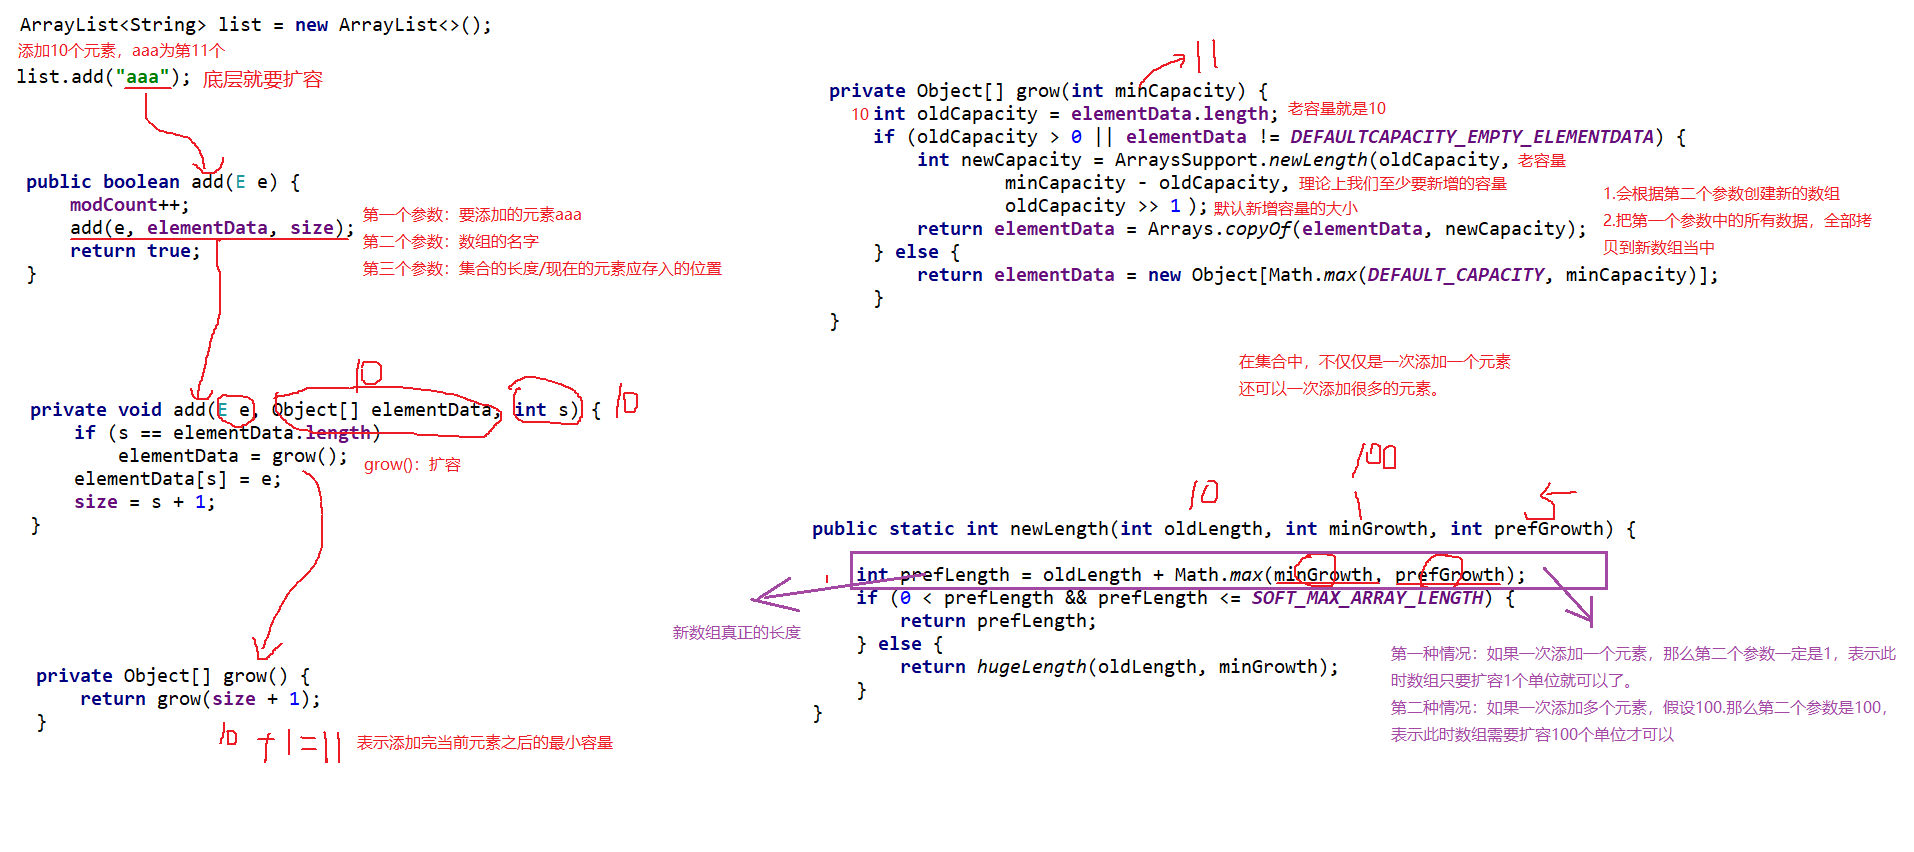 ArrayList<String> list = new ArrayList<>();
添加10个元素，aaa为第11个
list.add("aaa"); 底层就要扩容
public boolean add(E e) {
modCount++;
add(e, elementData, size);
return true;
}
第一个参数：要添加的元素aaa
第二个参数：数组的名字
第三个参数：集合的长度/现在的元素应存入的位置
10
private void add(E e, Object[] elementData, int s) { 10
if (s == elementData.length)
elementData = grow();
grow()：扩容
elementData[s] = e;
size = s + 1;
}
private Object[] grow() {
return grow(size + 1);
}
10 +1=11 表示添加完当前元素之后的最小容量
11
private Object[] grow(int minCapacity) {
10 int oldCapacity = elementData.length; 老容量就是10
if (oldCapacity > 0 || elementData != DEFAULTCAPACITY_EMPTY_ELEMENTDATA) {
int newCapacity = ArraysSupport.newLength(oldCapacity, 老容量
minCapacity - oldCapacity, 理论上我们至少要新增的容量
oldCapacity >> 1 ); 默认新增容量的大小
return elementData = Arrays.copyOf(elementData, newCapacity);
} else {
return elementData = new Object[Math.max(DEFAULT_CAPACITY, minCapacity)];
}
}
1.会根据第二个参数创建新的数组
2.把第一个参数中的所有数据，全部拷
贝到新数组当中
在集合中，不仅仅是一次添加一个元素
还可以一次添加很多的元素。
100
10
5
public static int newLength(int oldLength, int minGrowth, int prefGrowth) {
int prefLength = oldLength + Math.max(minGrowth, prefGrowth);
if (0 < prefLength && prefLength <= SOFT_MAX_ARRAY_LENGTH) {
return prefLength;
} else {
return hugeLength(oldLength, minGrowth);
}
}
新数组真正的长度
第一种情况：如果一次添加一个元素，那么第二个参数一定是1，表示此
时数组只要扩容1个单位就可以了。
第二种情况：如果一次添加多个元素，假设100.那么第二个参数是100，
表示此时数组需要扩容100个单位才可以